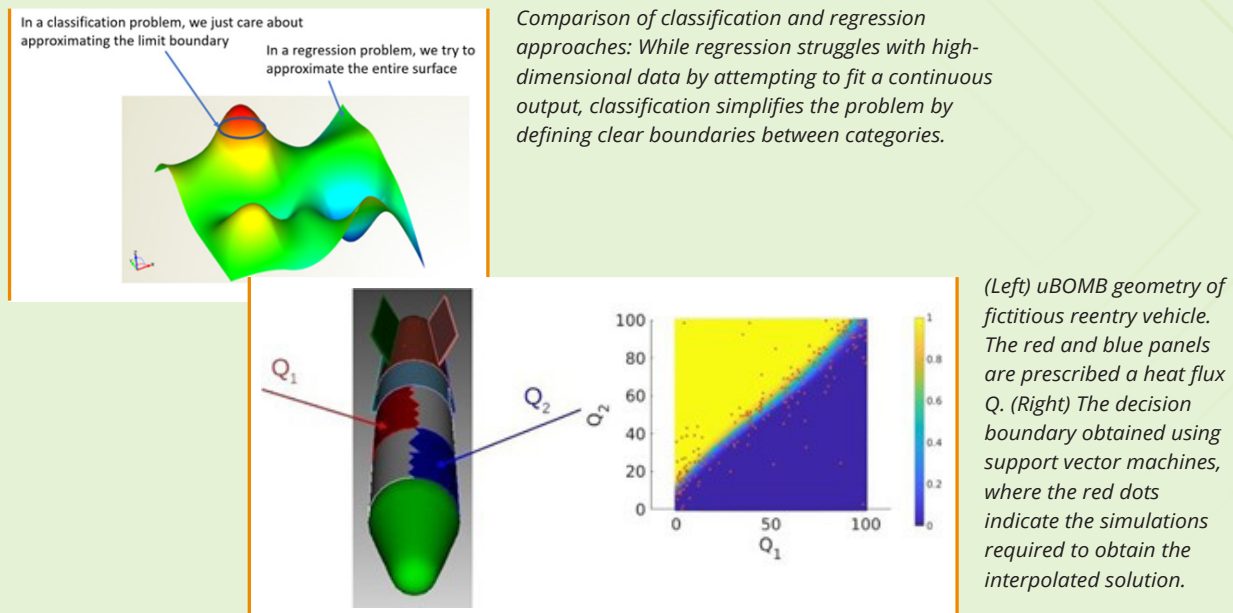 In a classification problem, we just care about
approximating the limit boundary
In a regression problem, we try to
approximate the entire surface
Comparison of classification and regression
approaches: While regression struggles with high-
dimensional data by attempting to fit a continuous
output, classification simplifies the problem by
defining clear boundaries between categories.
Q1
Q2
100
80
60
40
20
0
Q2
0
50
100
Q1
1
0.8
0.6
0.4
0.2
0
(Left) uBOMB geometry of
fictitious reentry vehicle.
The red and blue panels
are prescribed a heat flux
Q. (Right) The decision
boundary obtained using
support vector machines,
where the red dots
indicate the simulations
required to obtain the
interpolated solution.